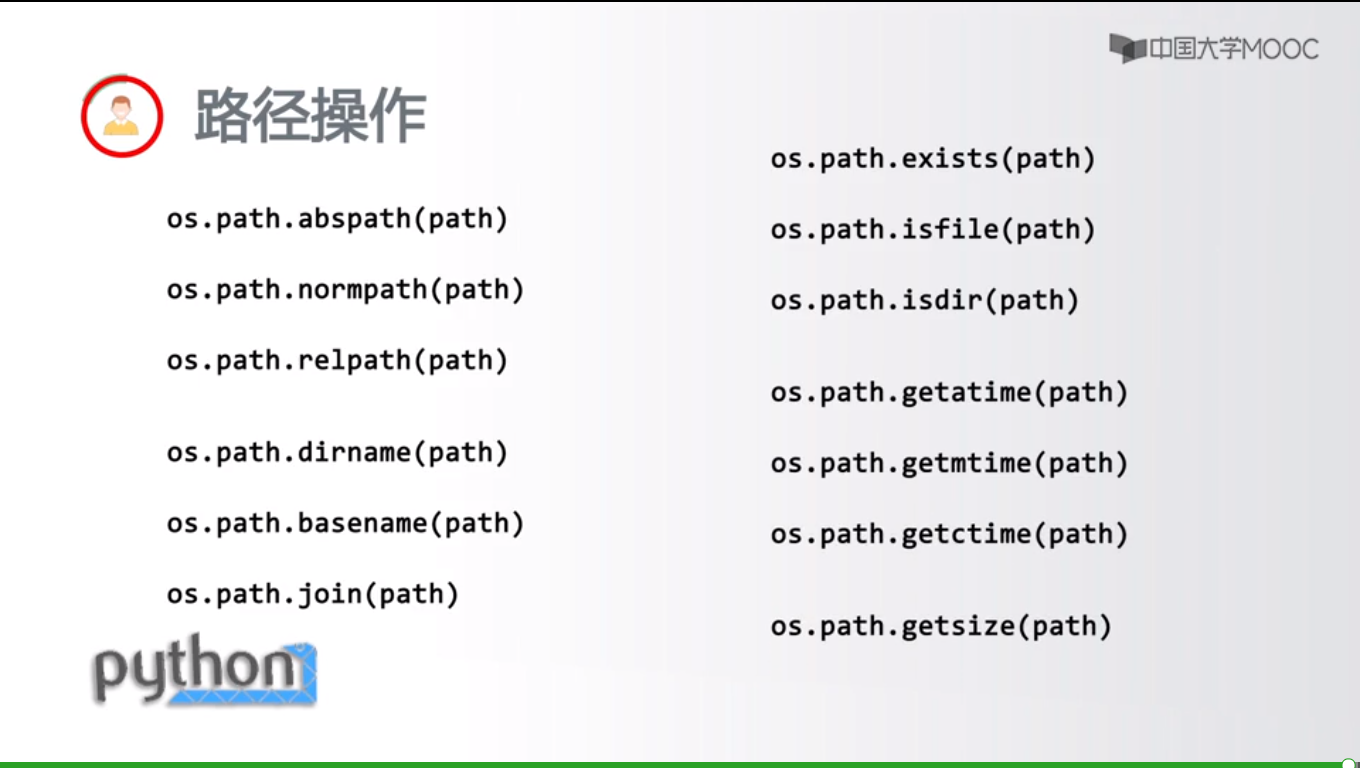 中国大学MOOC
路径操作
os.path.abspath(path)
os.path.normpath(path)
os.path.relpath(path)
os.path.dirname(path)
os.path.basename(path)
os.path.join(path)
os.path.exists(path)
os.path.isfile(path)
os.path.isdir(path)
os.path.getatime(path)
os.path.getmtime(path)
os.path.getctime(path)
os.path.getsize(path)
python